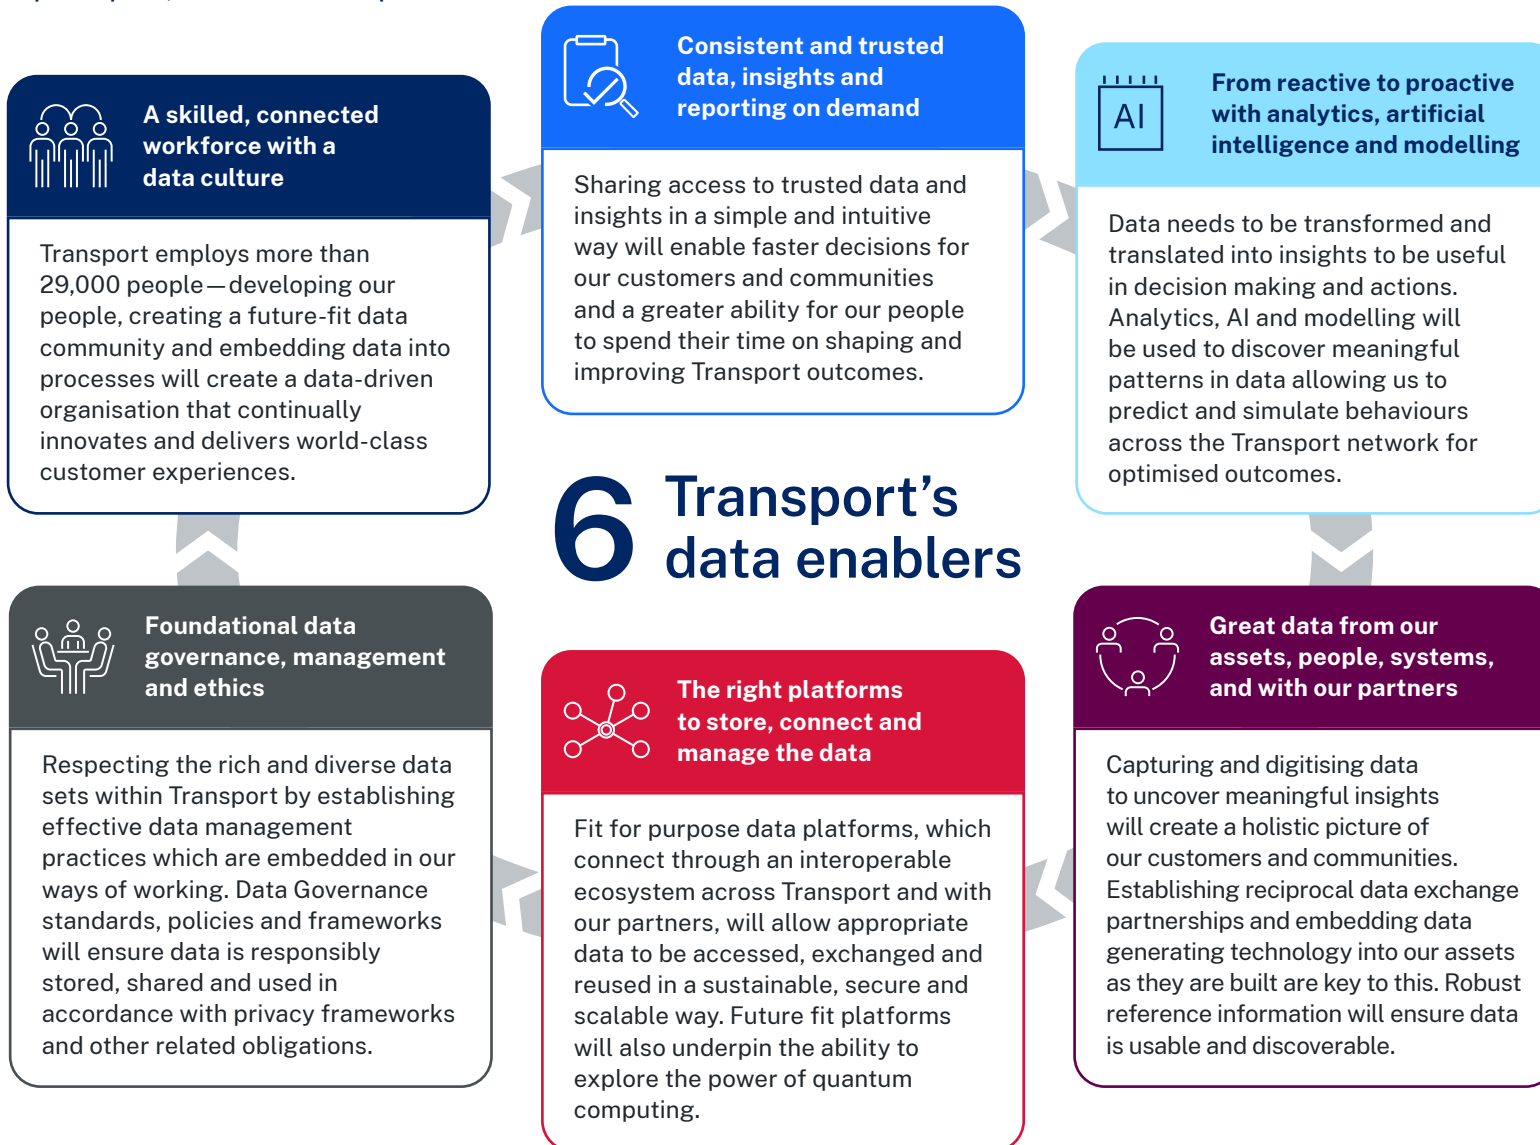 A skilled, connected
workforce with a
data culture
Transport employs more than
29,000 people—developing our
people, creating a future-fit data
community and embedding data into
processes will create a data-driven
organisation that continually
innovates and delivers world-class
customer experiences.
Consistent and trusted
data, insights and
reporting on demand
Sharing access to trusted data and
insights in a simple and intuitive
way will enable faster decisions for
our customers and communities
and a greater ability for our people
to spend their time on shaping and
improving Transport outcomes.
AI
From reactive to proactive
with analytics, artificial
intelligence and modelling
Data needs to be transformed and
translated into insights to be useful
in decision making and actions.
Analytics, AI and modelling will
be used to discover meaningful
patterns in data allowing us to
predict and simulate behaviours
across the Transport network for
optimised outcomes.
6 Transport’s
data enablers
Foundational data
governance, management
and ethics
Respecting the rich and diverse data
sets within Transport by establishing
effective data management
practices which are embedded in our
ways of working. Data Governance
standards, policies and frameworks
will ensure data is responsibly
stored, shared and used in
accordance with privacy frameworks
and other related obligations.
The right platforms
to store, connect and
manage the data
Fit for purpose data platforms, which
connect through an interoperable
ecosystem across Transport and with
our partners, will allow appropriate
data to be accessed, exchanged and
reused in a sustainable, secure and
scalable way. Future fit platforms
will also underpin the ability to
explore the power of quantum
computing.
Great data from our
assets, people, systems,
and with our partners
Capturing and digitising data
to uncover meaningful insights
will create a holistic picture of
our customers and communities.
Establishing reciprocal data exchange
partnerships and embedding data
generating technology into our assets
as they are built are key to this. Robust
reference information will ensure data
is usable and discoverable.